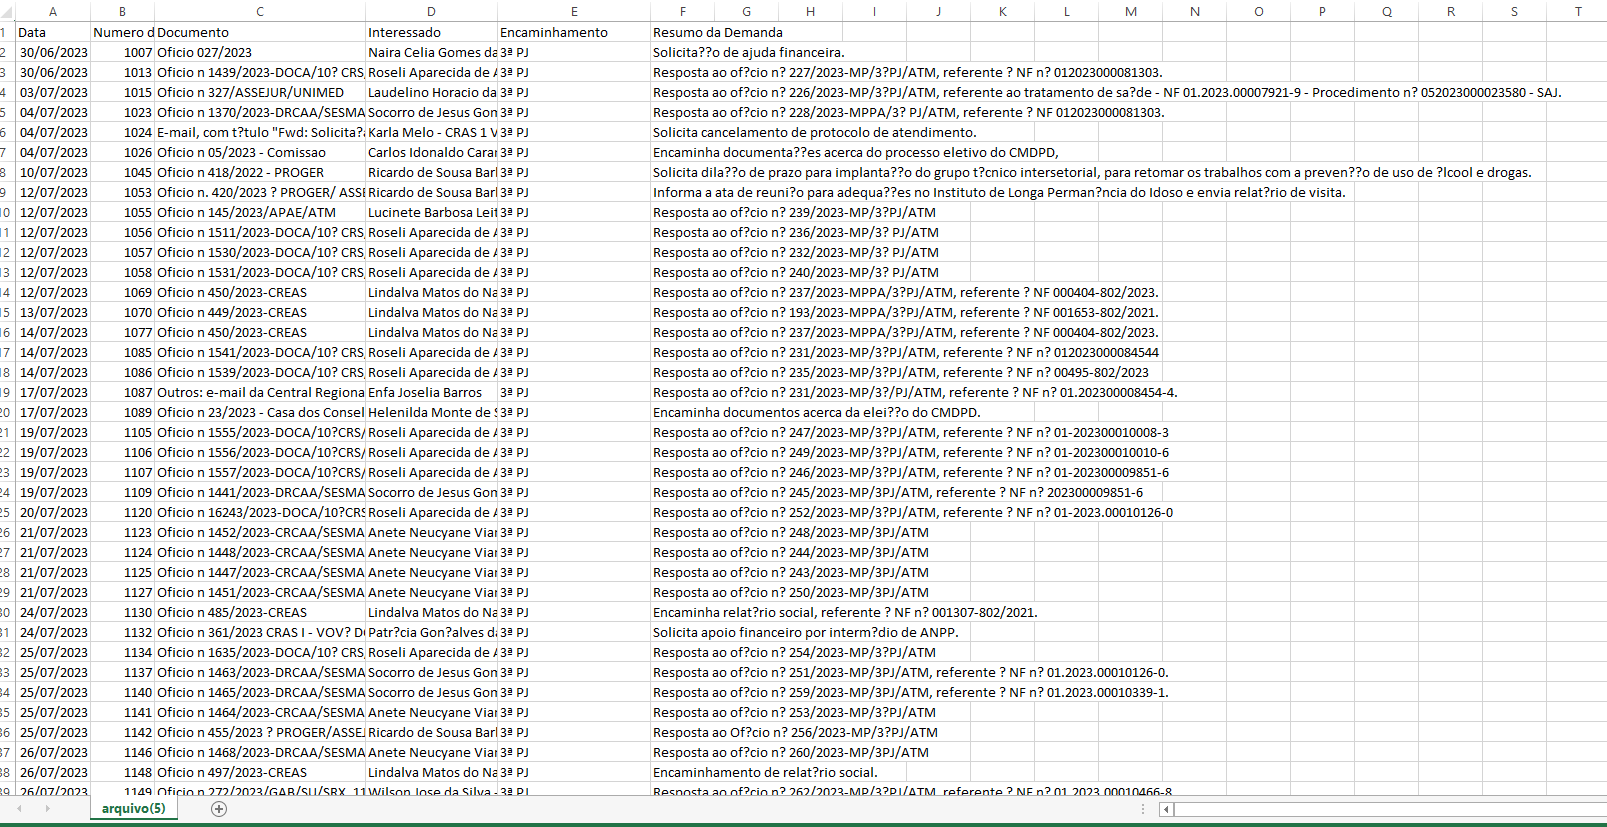 A B C D E F G H I J K L M N O P Q R S T
1 Data Numero d Documento Interessado Encaminhamento Resumo da Demanda
2 30/06/2023 1007 Oficio 027/2023 Naira Celia Gomes da 3ª PJ Solicita??o de ajuda financeira.
3 30/06/2023 1013 Oficio n 1439/2023-DOCA/10? CRS, Roseli Aparecida de A 3ª PJ Resposta ao of?cio n? 227/2023-MP/3?PJ/ATM, referente ? NF n? 012023000081303.
4 03/07/2023 1015 Oficio n 327/ASSEJUR/UNIMED Laudelino Horacio da 3ª PJ Resposta ao of?cio n? 226/2023-MP/3?PJ/ATM, referente ao tratamento de sa?de - NF 01.2023.00007921-9 - Procedimento n? 052023000023580 - SAJ.
5 04/07/2023 1023 Oficio n 1370/2023-DRCAA/SESMA Socorro de Jesus Gon 3ª PJ Resposta ao of?cio n? 228/2023-MPPA/3? PJ/ATM, referente ? NF 012023000081303.
6 04/07/2023 1024 E-mail, com t?tulo "Fwd: Solicita?: Karla Melo - CRAS 1 V 3ª PJ Solicita cancelamento de protocolo de atendimento.
7 04/07/2023 1026 Oficio n 05/2023 - Comissao Carlos Idonaldo Cara 3ª PJ Encaminha documenta??es acerca do processo eletivo do CMDPD,
8 10/07/2023 1045 Oficio n 418/2022 - PROGER Ricardo de Sousa Barl 3ª PJ Solicita dila??o de prazo para implanta??o do grupo t?cnico intersetorial, para retomar os trabalhos com a preven??o de uso de ?lcool e drogas.
9 12/07/2023 1053 Oficio n. 420/2023 ? PROGER/ ASSI Ricardo de Sousa Barl 3ª PJ Informa a ata de reuni?o para adequa??es no Instituto de Longa Perman?ncia do Idoso e envia relat?rio de visita.
10 12/07/2023 1055 Oficio n 145/2023/APAE/ATM Lucinete Barbosa Leit 3ª PJ Resposta ao of?cio n? 239/2023-MP/3?PJ/ATM
11 12/07/2023 1056 Oficio n 1511/2023-DOCA/10? CRS, Roseli Aparecida de A 3ª PJ Resposta ao of?cio n? 236/2023-MP/3? PJ/ATM
12 12/07/2023 1057 Oficio n 1530/2023-DOCA/10? CRS, Roseli Aparecida de A 3ª PJ Resposta ao of?cio n? 232/2023-MP/3? PJ/ATM
13 12/07/2023 1058 Oficio n 1531/2023-DOCA/10? CRS, Roseli Aparecida de A 3ª PJ Resposta ao of?cio n? 240/2023-MP/3? PJ/ATM
14 12/07/2023 1069 Oficio n 450/2023-CREAS Lindalva Matos do Na 3ª PJ Resposta ao of?cio n? 237/2023-MPPA/3?PJ/ATM, referente ? NF 000404-802/2023.
15 13/07/2023 1070 Oficio n 449/2023-CREAS Lindalva Matos do Na 3ª PJ Resposta ao of?cio n? 193/2023-MPPA/3?PJ/ATM, referente ? NF 001653-802/2021.
16 14/07/2023 1077 Oficio n 450/2023-CREAS Lindalva Matos do Na 3ª PJ Resposta ao of?cio n? 237/2023-MPPA/3?PJ/ATM, referente ? NF 000404-802/2023.
17 14/07/2023 1085 Oficio n 1541/2023-DOCA/10? CRS, Roseli Aparecida de A 3ª PJ Resposta ao of?cio n? 231/2023-MP/3?PJ/ATM, referente ? NF n? 012023000084544
18 14/07/2023 1086 Oficio n 1539/2023-DOCA/10? CRS, Roseli Aparecida de A 3ª PJ Resposta ao of?cio n? 235/2023-MP/3?PJ/ATM, referente ? NF n? 00495-802/2023
19 17/07/2023 1087 Outros: e-mail da Central Regiona Enfa Joselia Barros 3ª PJ Resposta ao of?cio n? 231/2023-MP/3?/PJ/ATM, referente ? NF n? 01.202300008454-4.
20 17/07/2023 1089 Oficio n 23/2023 - Casa dos Consel Helenilda Monte de S 3ª PJ Encaminha documentos acerca da elei??o do CMDPD.
21 19/07/2023 1105 Oficio n 1555/2023-DOCA/10?CRS/ Roseli Aparecida de A 3ª PJ Resposta ao of?cio n? 247/2023-MP/3?PJ/ATM, referente ? NF n? 01-202300010008-3
22 19/07/2023 1106 Oficio n 1556/2023-DOCA/10?CRS/ Roseli Aparecida de A 3ª PJ Resposta ao of?cio n? 249/2023-MP/3?PJ/ATM, referente ? NF n? 01-202300010010-6
23 19/07/2023 1107 Oficio n 1557/2023-DOCA/10?CRS/ Roseli Aparecida de A 3ª PJ Resposta ao of?cio n? 246/2023-MP/3?PJ/ATM, referente ? NF n? 01-202300009851-6
24 19/07/2023 1109 Oficio n 1441/2023-DRCAA/SESMA Socorro de Jesus Gon 3ª PJ Resposta ao of?cio n? 245/2023-MP/3PJ/ATM, referente ? NF n? 202300009851-6
25 20/07/2023 1120 Oficio n 16243/2023-DOCA/10?CRS Roseli Aparecida de A 3ª PJ Resposta ao of?cio n? 252/2023-MP/3?PJ/ATM, referente ? NF n? 01-2023.00010126-0
26 21/07/2023 1123 Oficio n 1452/2023-CRCAA/SESMA Anete Neucyane Vian 3ª PJ Resposta ao of?cio n? 248/2023-MP/3PJ/ATM
27 21/07/2023 1124 Oficio n 1448/2023-CRCAA/SESMA Anete Neucyane Vian 3ª PJ Resposta ao of?cio n? 244/2023-MP/3PJ/ATM
28 21/07/2023 1125 Oficio n 1447/2023-CRCAA/SESMA Anete Neucyane Vian 3ª PJ Resposta ao of?cio n? 243/2023-MP/3PJ/ATM
29 21/07/2023 1127 Oficio n 1451/2023-CRCAA/SESMA Anete Neucyane Vian 3ª PJ Resposta ao of?cio n? 250/2023-MP/3PJ/ATM
30 24/07/2023 1130 Oficio n 485/2023-CREAS Lindalva Matos do Na 3ª PJ Encaminha relat?rio social, referente ? NF n? 001307-802/2021.
31 24/07/2023 1132 Oficio n 361/2023 CRAS I - VOV? D Patr?cia Gon?alves da 3ª PJ Solicita apoio financeiro por interm?dio de ANPP.
32 25/07/2023 1134 Oficio n 1635/2023-DOCA/10? CRS, Roseli Aparecida de A 3ª PJ Resposta ao of?cio n? 254/2023-MP/3?PJ/ATM
33 25/07/2023 1137 Oficio n 1463/2023-DRCAA/SESMA Socorro de Jesus Gon 3ª PJ Resposta ao of?cio n? 251/2023-MP/3PJ/ATM, referente ? NF n? 01.2023.00010126-0.
34 25/07/2023 1140 Oficio n 1465/2023-DRCAA/SESMA Socorro de Jesus Gon 3ª PJ Resposta ao of?cio n? 259/2023-MP/3PJ/ATM, referente ? NF n? 01.2023.00010339-1.
35 25/07/2023 1141 Oficio n 1464/2023-CRCAA/SESMA Anete Neucyane Vian 3ª PJ Resposta ao of?cio n? 253/2023-MP/3?PJ/ATM
36 25/07/2023 1142 Oficio n 455/2023 ? PROGER/ASSEJ Ricardo de Sousa Barl 3ª PJ Resposta ao Of?cio n? 256/2023-MP/3?PJ/ATM
37 26/07/2023 1146 Oficio n 1468/2023-DRCAA/SESMA Anete Neucyane Vian 3ª PJ Resposta ao of?cio n? 260/2023-MP/3?PJ/ATM
38 26/07/2023 1148 Oficio n 497/2023-CREAS Lindalva Matos do Na 3ª PJ Encaminhamento de relat?rio social.
39 26/07/2023 1149 Oficio n 272/2023/GAB/SU/SRX 11 Wilson Jose da Silva - 3ª PJ Resposta ao of?cio n? 262/2023-MP/3?PJ/ATM, referente ? NF n? 01.2023.00010466-8
arquivo(5)